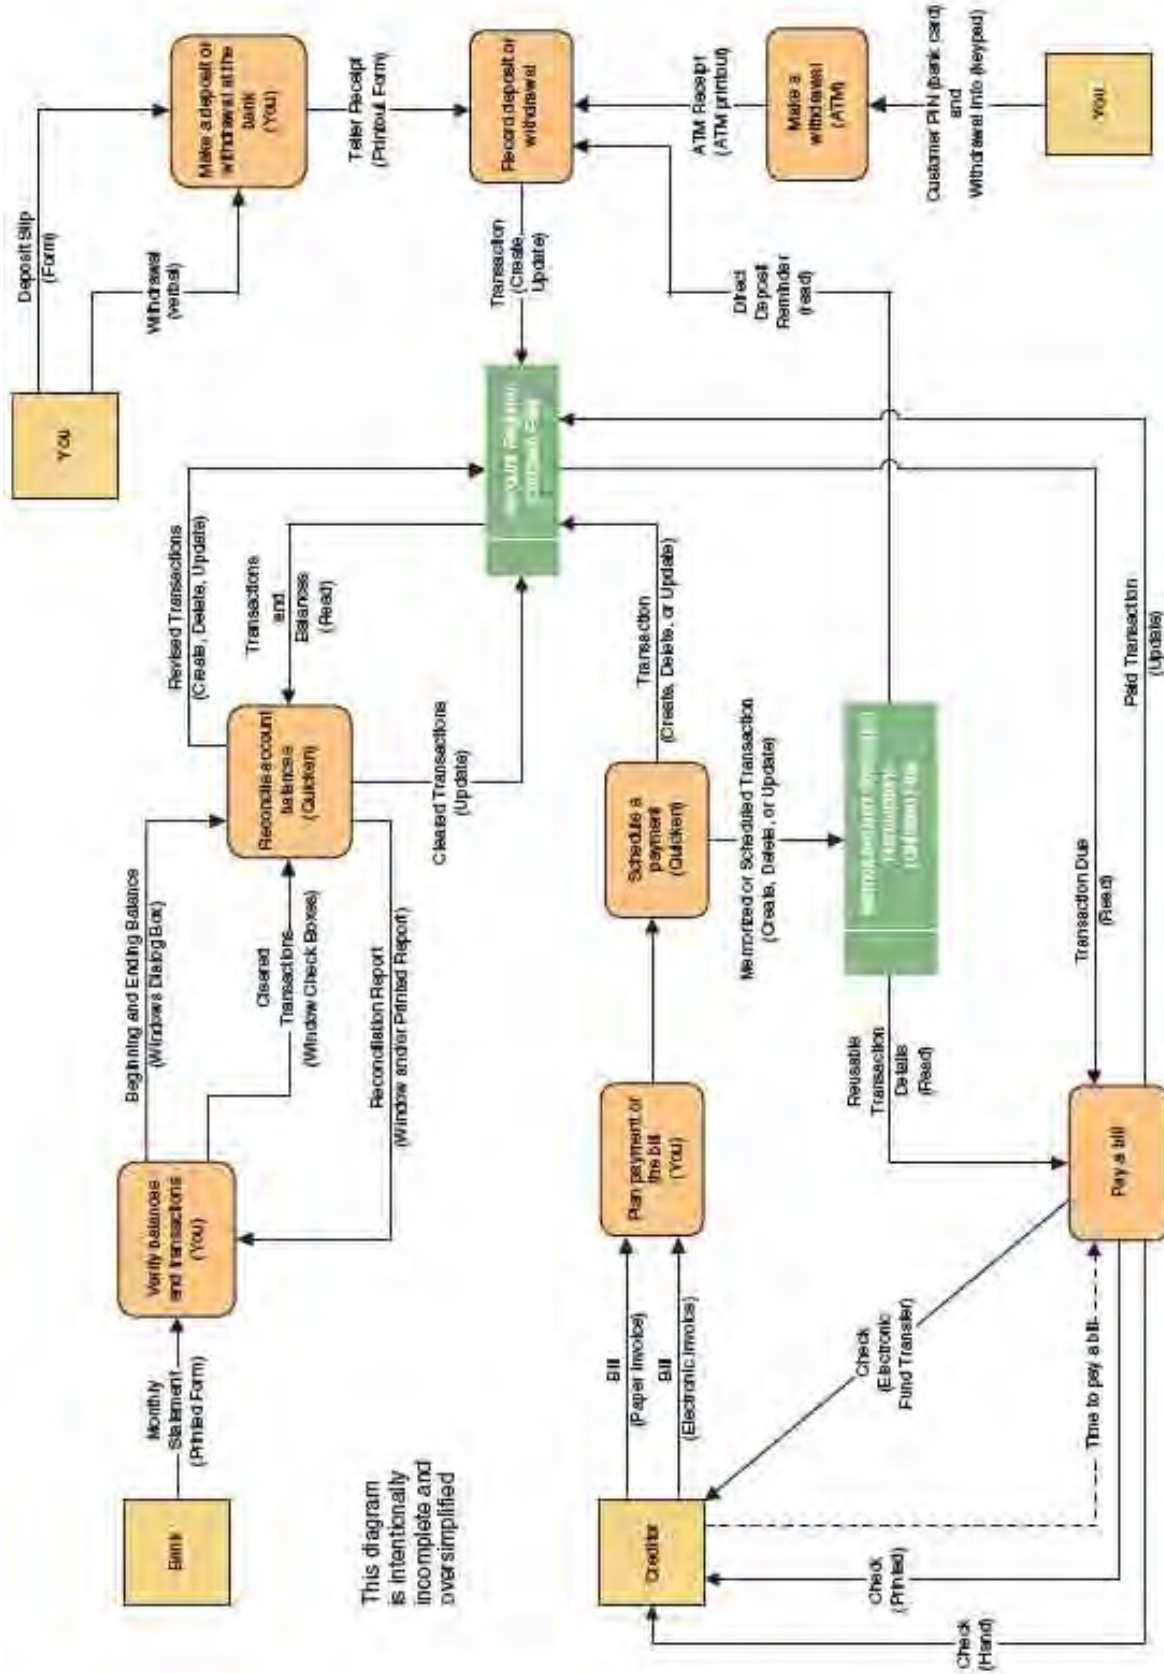 You
Deposit Slip
(Form)
Withdrawal
(verbal)
Make a deposit or
withdrawal at the
bank
(You)
Teller Receipt
(Printout Form)
Record deposit or
withdrawal
ATM Receipt
(ATM printout)
Make a
withdrawal
(ATM)
Customer PIN (bank card)
and
Withdrawal Info (keyped)
You
Transaction
(Create,
Update)
Direct
Deposit
Reminder
(read)
Revised Transactions
(Create, Delete, Update)
Transactions
and
Balances
(Read)
Beginning and Ending Balance
(Windows Dialog Box)
Cleared
Transactions
(Window Check Boxes)
Reconcile account
balances
(Quicken)
Cleared Transactions
(Update)
Reconciliation Report
(Window and/or Printed Report)
Verify balances
and transactions
(You)
Monthly
Statement
(Printed Form)
Bank
This diagram
is intentionally
incomplete and
oversimplified
Transaction
(Create, Delete, or Update)
Schedule a
payment
(Quicken)
Memorized or Scheduled Transaction
(Create, Delete, or Update)
Plan payment or
the bill
(You)
Bill
(Paper Invoice)
Bill
(Electronic Invoice)
Creditor
Reusable
Transaction
Details
(Read)
Transaction Due
(Read)
Paid Transaction
(Update)
Pay a bill
Check
(Electronic
Fund Transfer)
Time to pay a bill
Check
(Printed)
Check
(Hand)